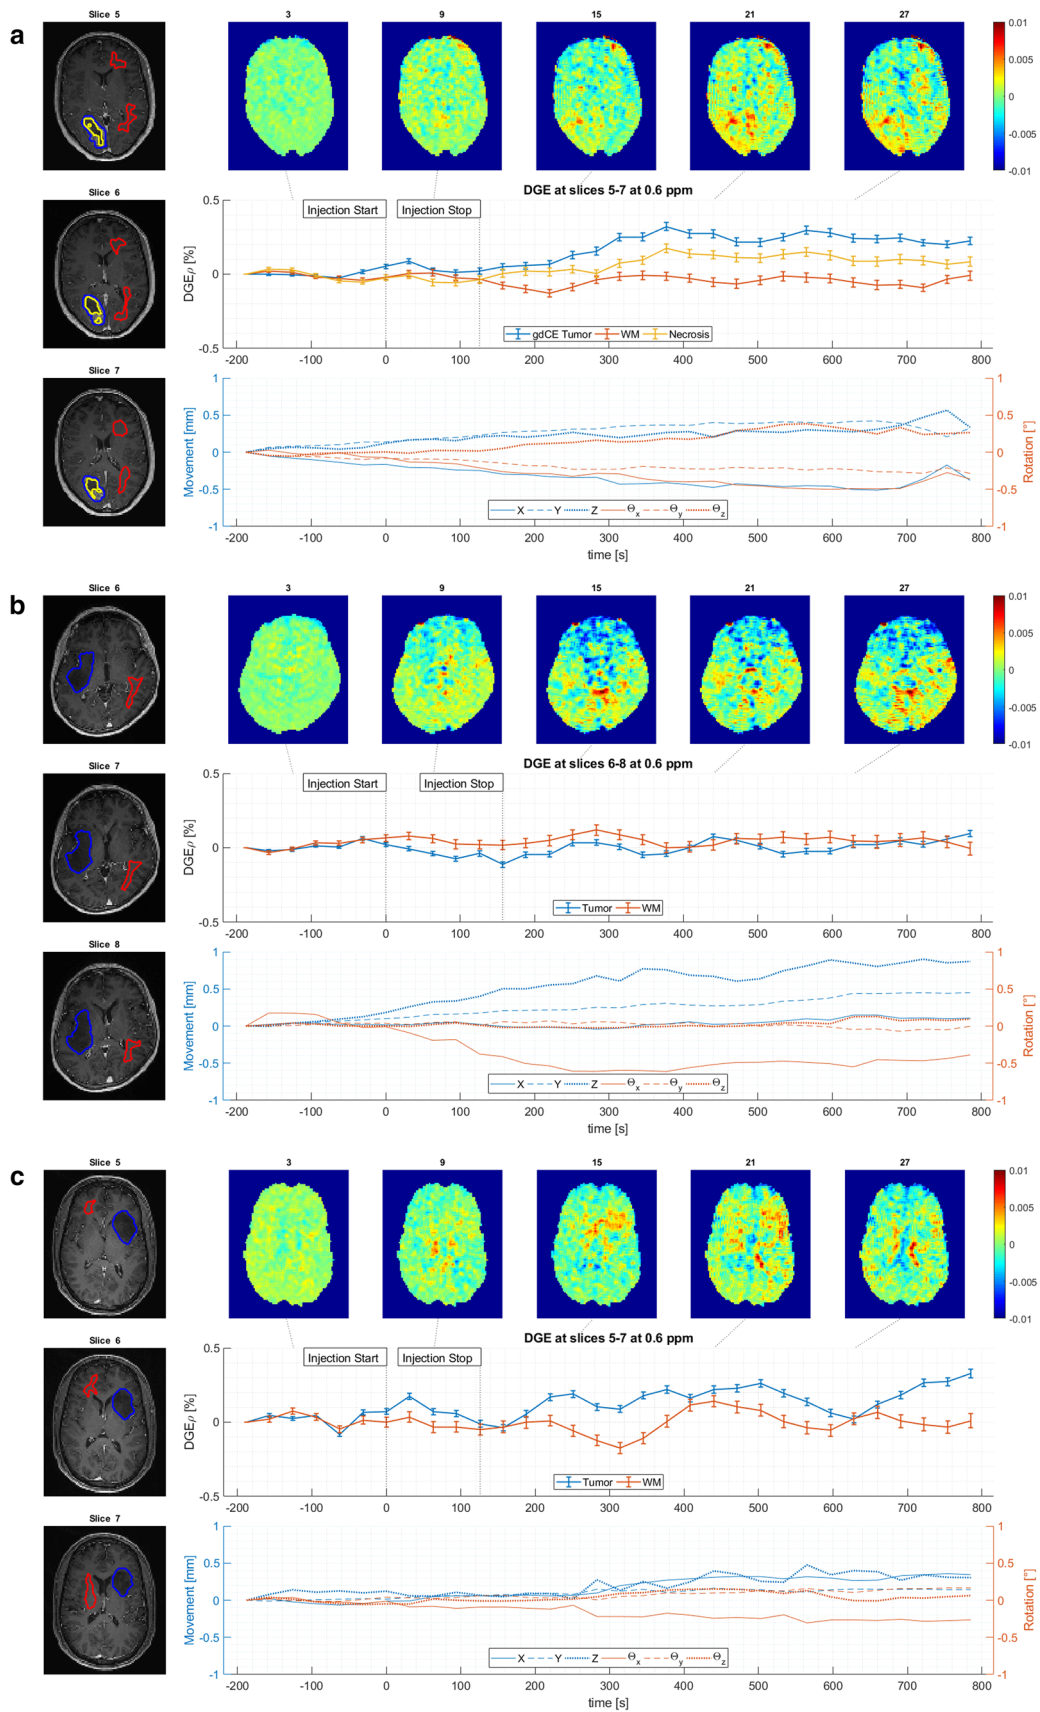 a
Slice 5
3
9
15
21
27
0.01
0.005
0
-0.005
-0.01
Slice 6
DGE at slices 5-7 at 0.6 ppm
Injection Start
Injection Stop
DGEρ [%]
0.5
0
-0.5
gdCE Tumor
WM
Necrosis
-200 -100 0 100 200 300 400 500 600 700 800
Slice 7
Movement [mm]
1
0.5
0
-0.5
-1
X Y Z Θx Θy Θz
1
0.5
0
-0.5
-1
Rotation [°]
-200 -100 0 100 200 300 400 500 600 700 800
time [s]
b
Slice 6
3
9
15
21
27
0.01
0.005
0
-0.005
-0.01
Slice 7
DGE at slices 6-8 at 0.6 ppm
Injection Start
Injection Stop
DGEρ [%]
0.5
0
-0.5
Tumor
WM
-200 -100 0 100 200 300 400 500 600 700 800
Slice 8
Movement [mm]
1
0.5
0
-0.5
-1
X Y Z Θx Θy Θz
1
0.5
0
-0.5
-1
Rotation [°]
-200 -100 0 100 200 300 400 500 600 700 800
time [s]
c
Slice 5
3
9
15
21
27
0.01
0.005
0
-0.005
-0.01
Slice 6
DGE at slices 5-7 at 0.6 ppm
Injection Start
Injection Stop
DGEρ [%]
0.5
0
-0.5
Tumor
WM
-200 -100 0 100 200 300 400 500 600 700 800
Slice 7
Movement [mm]
1
0.5
0
-0.5
-1
X Y Z Θx Θy Θz
1
0.5
0
-0.5
-1
Rotation [°]
-200 -100 0 100 200 300 400 500 600 700 800
time [s]